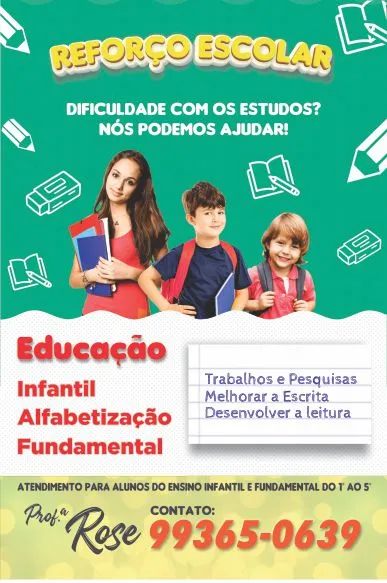 REFORÇO ESCOLAR
DIFICULDADE COM OS ESTUDOS?
NÓS PODEMOS AJUDAR!
Educação
Infantil
Alfabetização
Fundamental
Trabalhos e Pesquisas
Melhorar a Escrita
Desenvolver a leitura
ATENDIMENTO PARA ALUNOS DO ENSINO INFANTIL E FUNDAMENTAL DO 1° AO 5°
Prof.ª Rose
CONTATO:
99365-0639